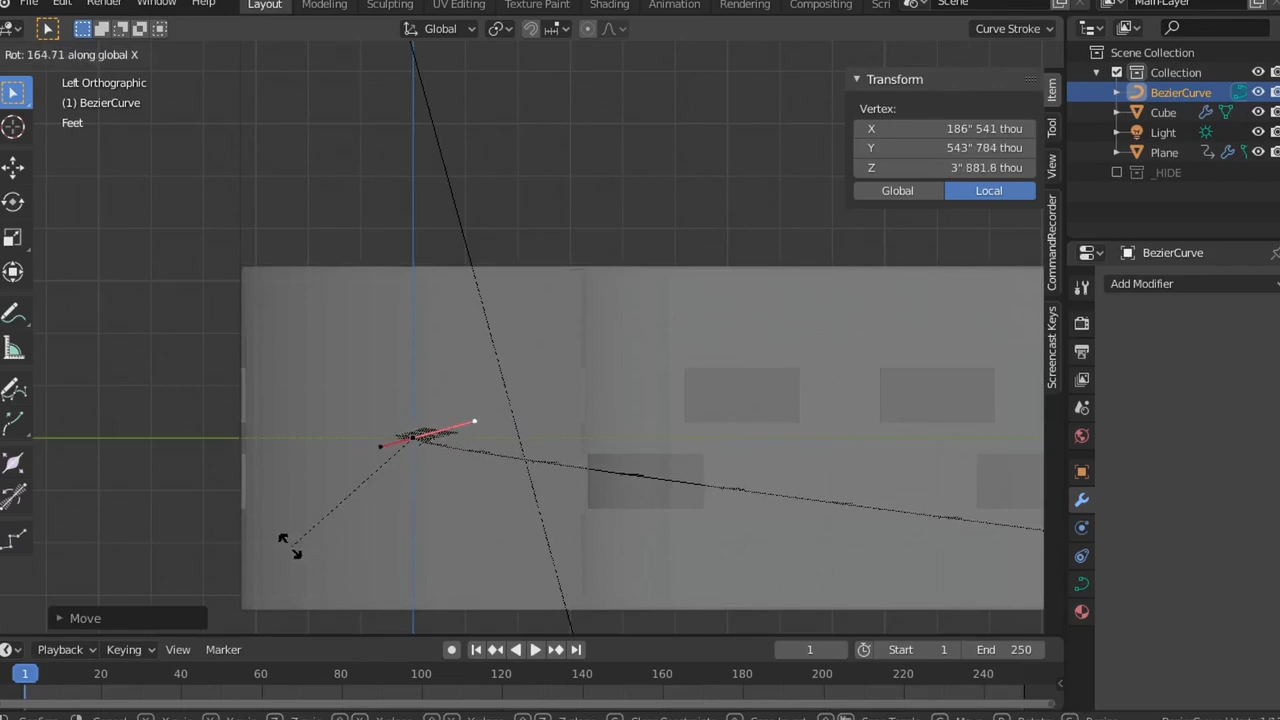 File Edit Render Window Help Layout Modeling Sculpting UV Editing Texture Paint Shading Animation Rendering Compositing Scri Scene Main-Layer
Global Curve Stroke
Rot: 164.71 along global X
Left Orthographic
(1) BezierCurve
Feet
Transform
Vertex:
X 186" 541 thou
Y 543" 784 thou
Z 3" 881.6 thou
Global Local
Item
Tool
View
CommandRecorder
Screencast Keys
Scene Collection
Collection
BezierCurve
Cube
Light
Plane
_HIDE
BezierCurve
Add Modifier
Move
Playback Keying View Marker 1 Start 1 End 250
1 20 40 60 80 100 120 140 160 180 200 220 240